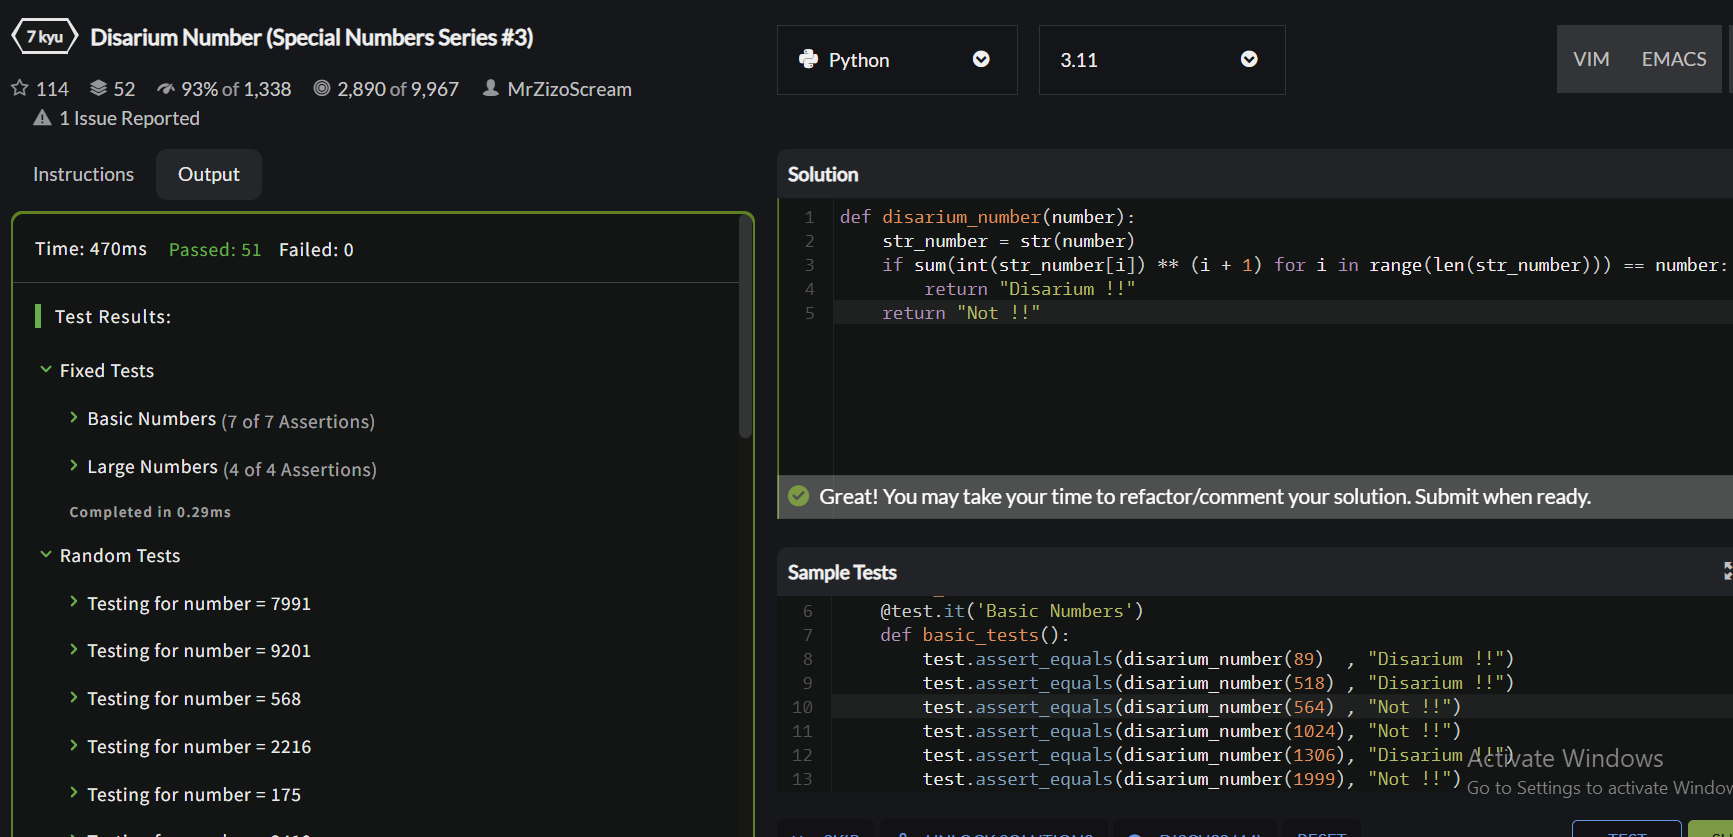 7 kyu Disarium Number (Special Numbers Series #3)
114 52 93% of 1,338 2,890 of 9,967 MrZizoScream
1 Issue Reported
Instructions Output
Time: 470ms Passed: 51 Failed: 0
Test Results:
Fixed Tests
Basic Numbers (7 of 7 Assertions)
Large Numbers (4 of 4 Assertions)
Completed in 0.29ms
Random Tests
Testing for number = 7991
Testing for number = 9201
Testing for number = 568
Testing for number = 2216
Testing for number = 175
Python 3.11 VIM EMACS
Solution
1 def disarium_number(number):
2 str_number = str(number)
3 if sum(int(str_number[i]) ** (i + 1) for i in range(len(str_number))) == number:
4 return "Disarium !!"
5 return "Not !!"
Great! You may take your time to refactor/comment your solution. Submit when ready.
Sample Tests
6 @test.it('Basic Numbers')
7 def basic_tests():
8 test.assert_equals(disarium_number(89) , "Disarium !!")
9 test.assert_equals(disarium_number(518) , "Disarium !!")
10 test.assert_equals(disarium_number(564) , "Not !!")
11 test.assert_equals(disarium_number(1024), "Not !!")
12 test.assert_equals(disarium_number(1306), "Disarium !!")
13 test.assert_equals(disarium_number(1999), "Not !!")
Activate Windows
Go to Settings to activate Window